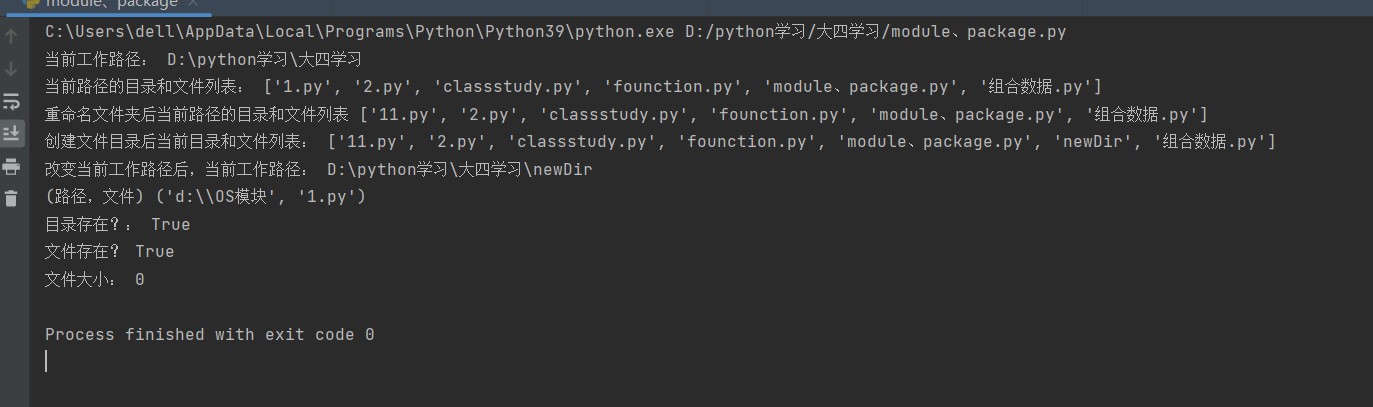 module、package
C:\Users\dell\AppData\Local\Programs\Python\Python39\python.exe D:/python学习/大四学习/module、package.py
当前工作路径： D:\python学习\大四学习
当前路径的目录和文件列表： ['1.py', '2.py', 'classstudy.py', 'founction.py', 'module、package.py', '组合数据.py']
重命名文件夹后当前路径的目录和文件列表 ['11.py', '2.py', 'classstudy.py', 'founction.py', 'module、package.py', '组合数据.py']
创建文件目录后当前目录和文件列表： ['11.py', '2.py', 'classstudy.py', 'founction.py', 'module、package.py', 'newDir', '组合数据.py']
改变当前工作路径后，当前工作路径： D:\python学习\大四学习\newDir
(路径，文件) ('d:\\OS模块', '1.py')
目录存在？： True
文件存在？ True
文件大小： 0
Process finished with exit code 0